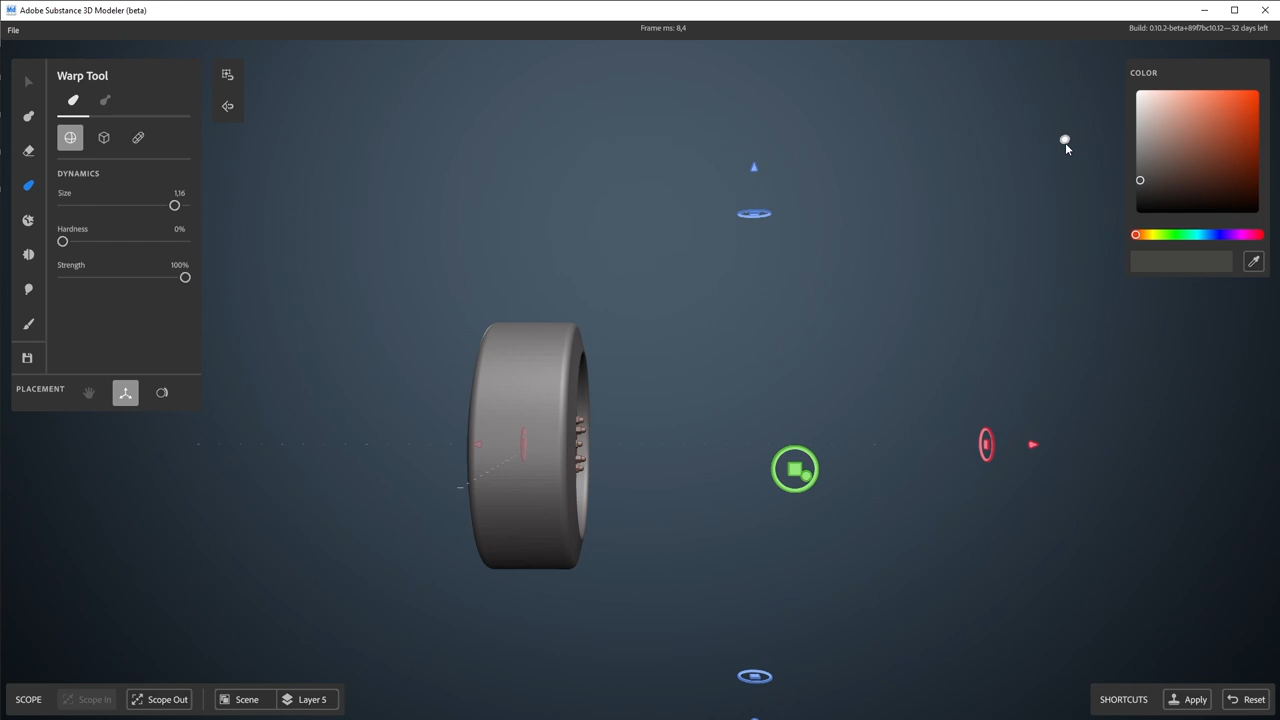 Adobe Substance 3D Modeler (beta)
File
Frame ms: 8,4
Build: 0.10.2-beta+89f7bc10.12—32 days left
Warp Tool
COLOR
DYNAMICS
Size 1,16
Hardness 0%
Strength 100%
PLACEMENT
SCOPE
Scope In
Scope Out
Scene
Layer 5
SHORTCUTS
Apply
Reset